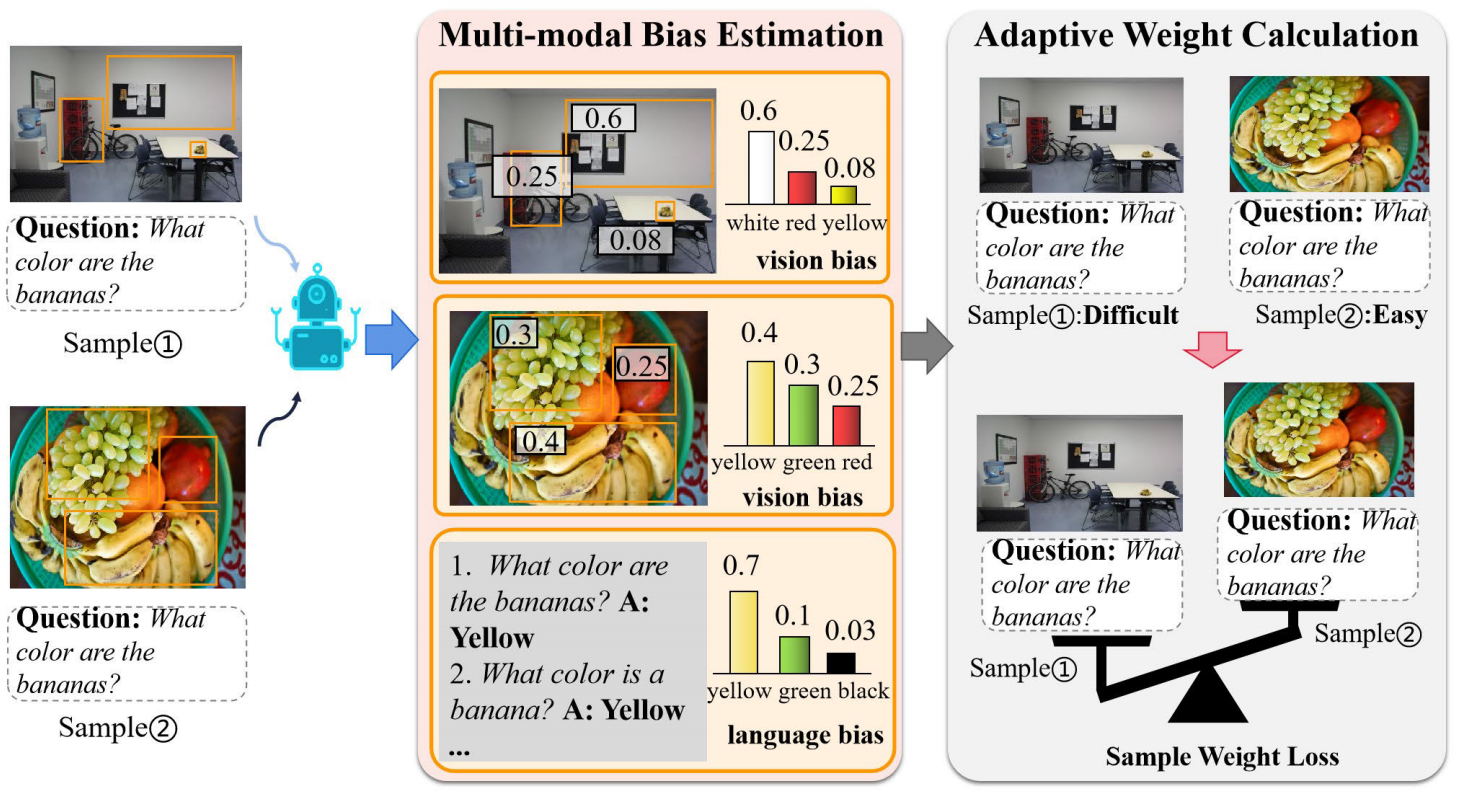 Question: What
color are the
bananas?
Sample①
Question: What
color are the
bananas?
Sample②
Multi-modal Bias Estimation
0.6
0.25
0.08
0.6
0.25
0.08
white red yellow
vision bias
0.3
0.25
0.4
0.4
0.3
0.25
yellow green red
vision bias
1. What color are
the bananas? A:
Yellow
2. What color is a
banana? A: Yellow
...
0.7
0.1
0.03
yellow green black
language bias
Adaptive Weight Calculation
Question: What
color are the
bananas?
Sample①:Difficult
Question: What
color are the
bananas?
Sample②:Easy
Question: What
color are the
bananas?
Sample①
Question: What
color are the
bananas?
Sample②
Sample Weight Loss